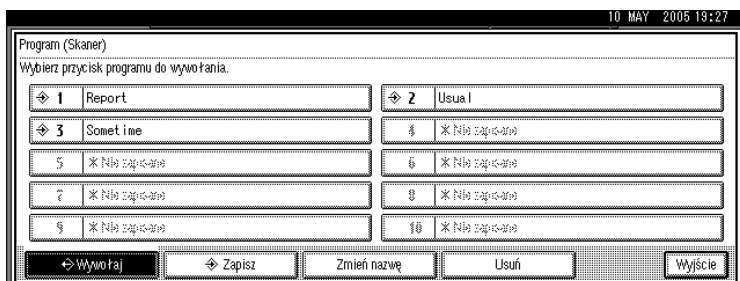 10 MAY 2005 19:27
Program (Skaner)
Wybierz przycisk programu do wywołania.
1 Report 2 Usual
3 Sometime 4 * Nie zapisane
5 * Nie zapisane 6 * Nie zapisane
7 * Nie zapisane 8 * Nie zapisane
9 * Nie zapisane 10 * Nie zapisane
Wywołaj Zapisz Zmień nazwę Usuń Wyjście